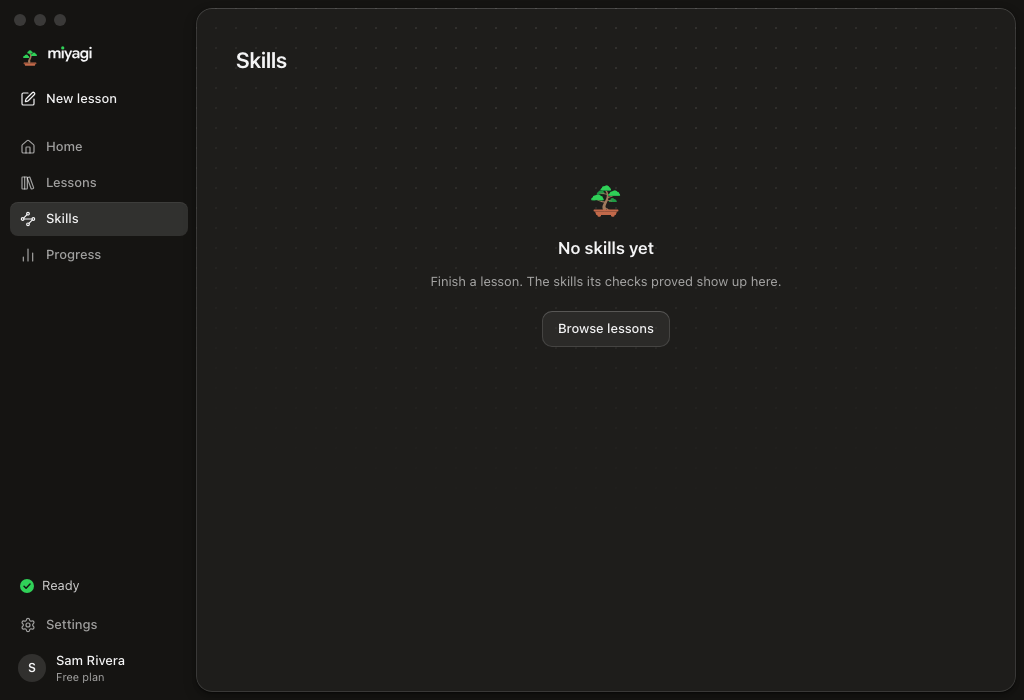 miyagi
New lesson
Home
Lessons
Skills
Progress
Ready
Settings
S
Sam Rivera
Free plan
Skills
No skills yet
Finish a lesson. The skills its checks proved show up here.
Browse lessons